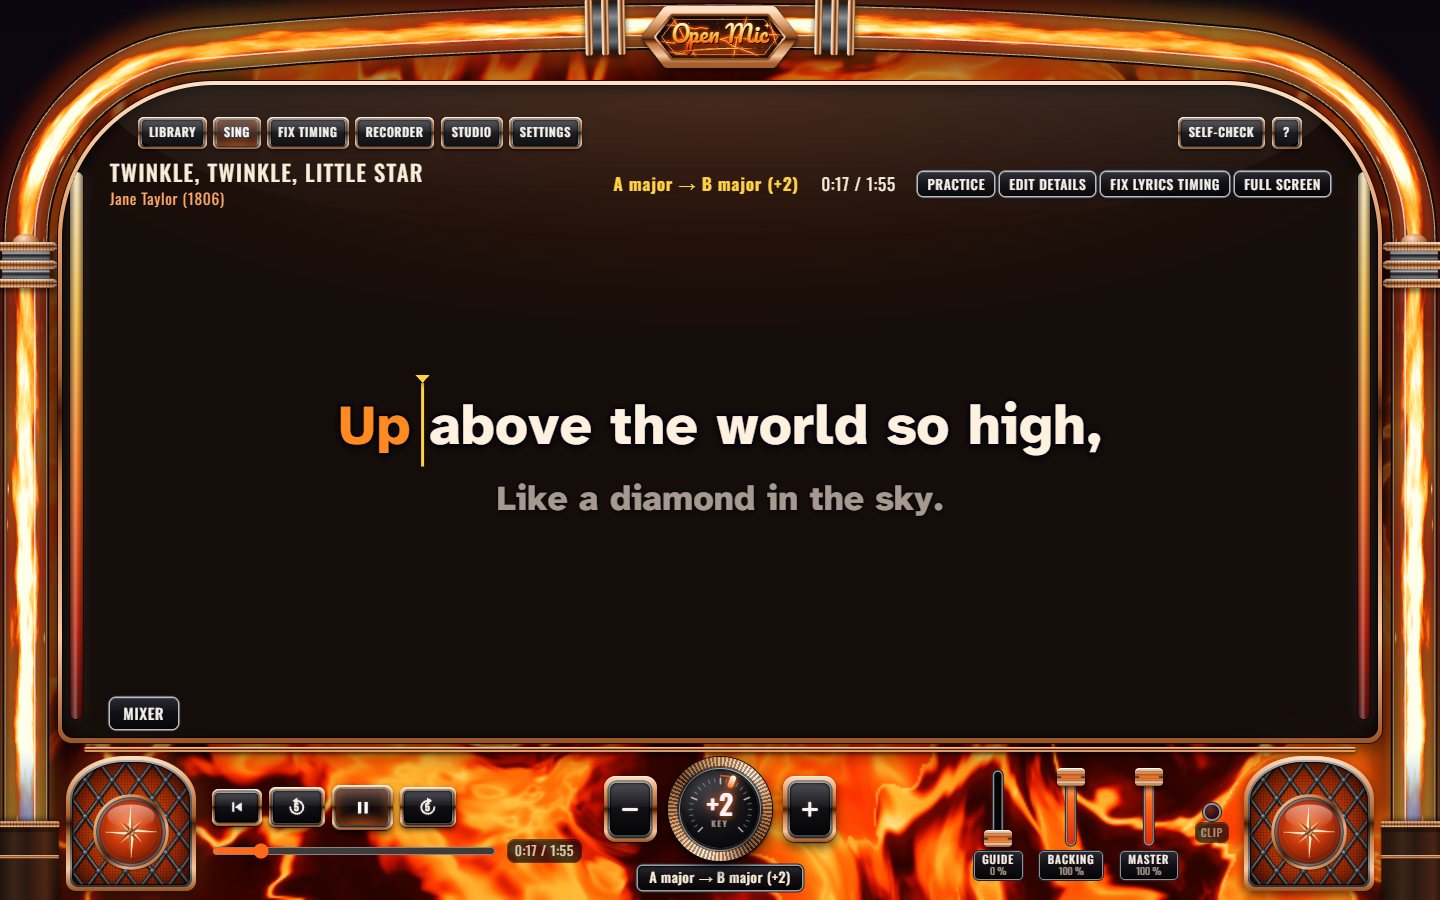 Open Mic
LIBRARY SING FIX TIMING RECORDER STUDIO SETTINGS SELF-CHECK ?
TWINKLE, TWINKLE, LITTLE STAR
Jane Taylor (1806)
A major → B major (+2) 0:17 / 1:55 PRACTICE EDIT DETAILS FIX LYRICS TIMING FULL SCREEN
Up above the world so high,
Like a diamond in the sky.
MIXER
5 5
0:17 / 1:55
− +2 +
KEY
A major → B major (+2)
GUIDE BACKING MASTER CLIP
0 % 100 % 100 %